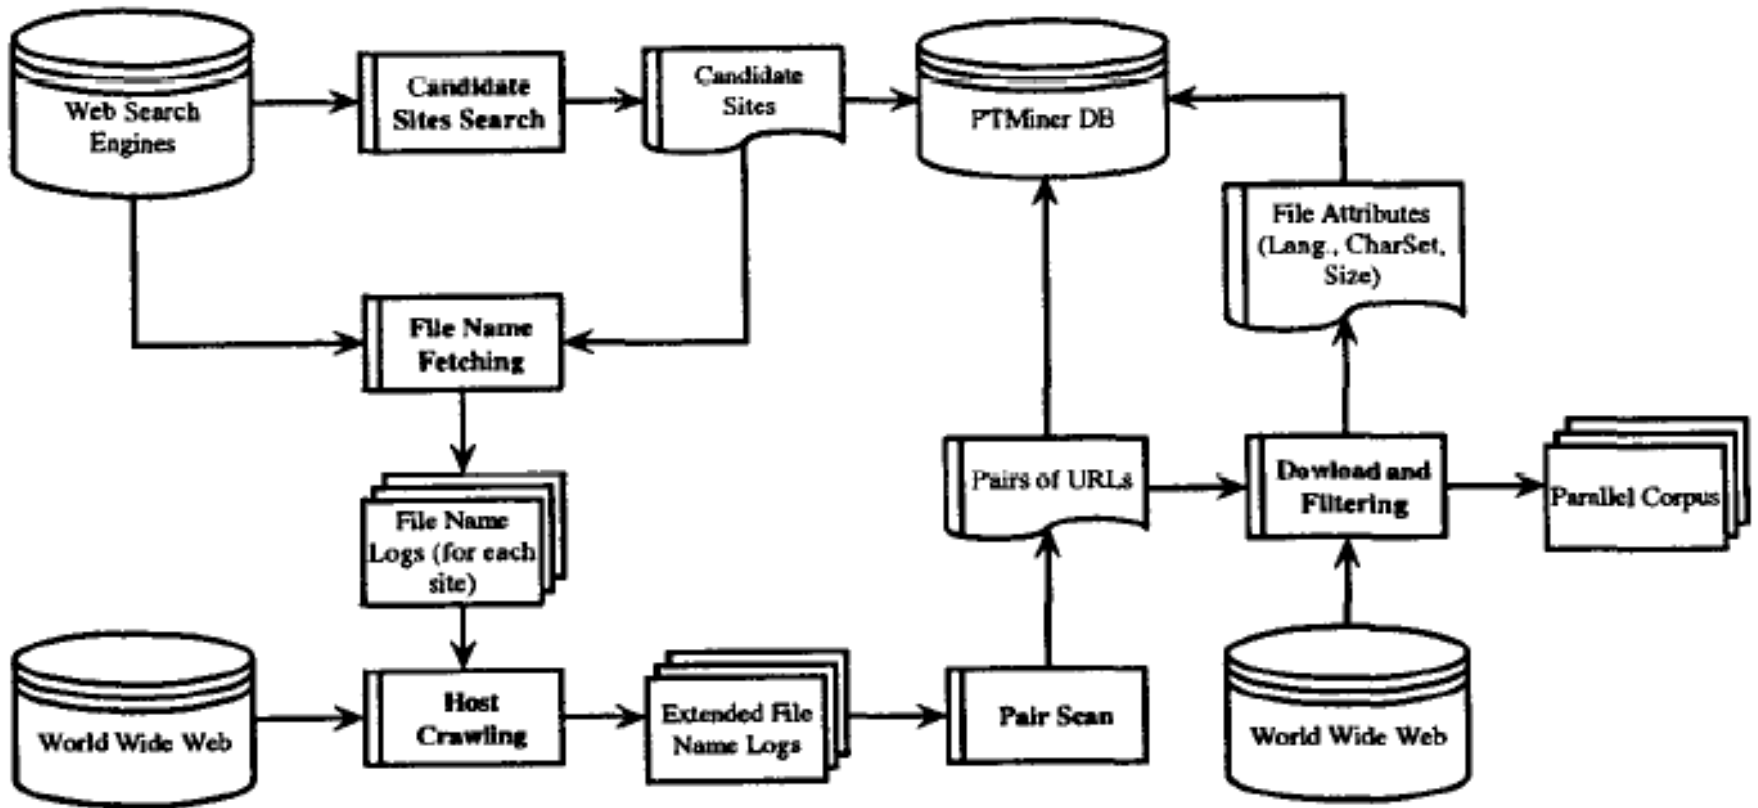 Web Search
Engines
Candidate
Sites Search
Candidate
Sites
PTMiner DB
File Attributes
(Lang., CharSet,
Size)
File Name
Fetching
File Name
Logs (for each
site)
Pairs of URLs
Dowload and
Filtering
Parallel Corpus
World Wide Web
Host
Crawling
Extended File
Name Logs
Pair Scan
World Wide Web